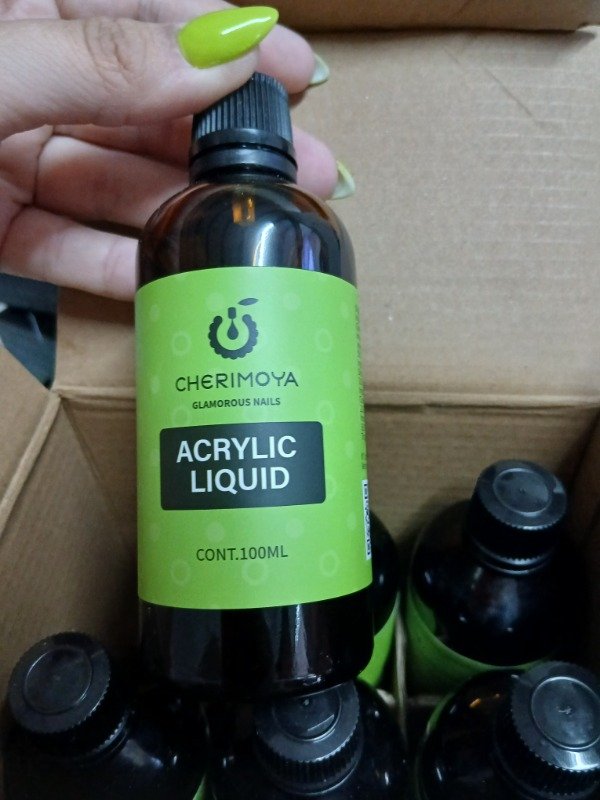 CHERIMOYA
GLAMOROUS NAILS
ACRYLIC
LIQUID
CONT.100ML